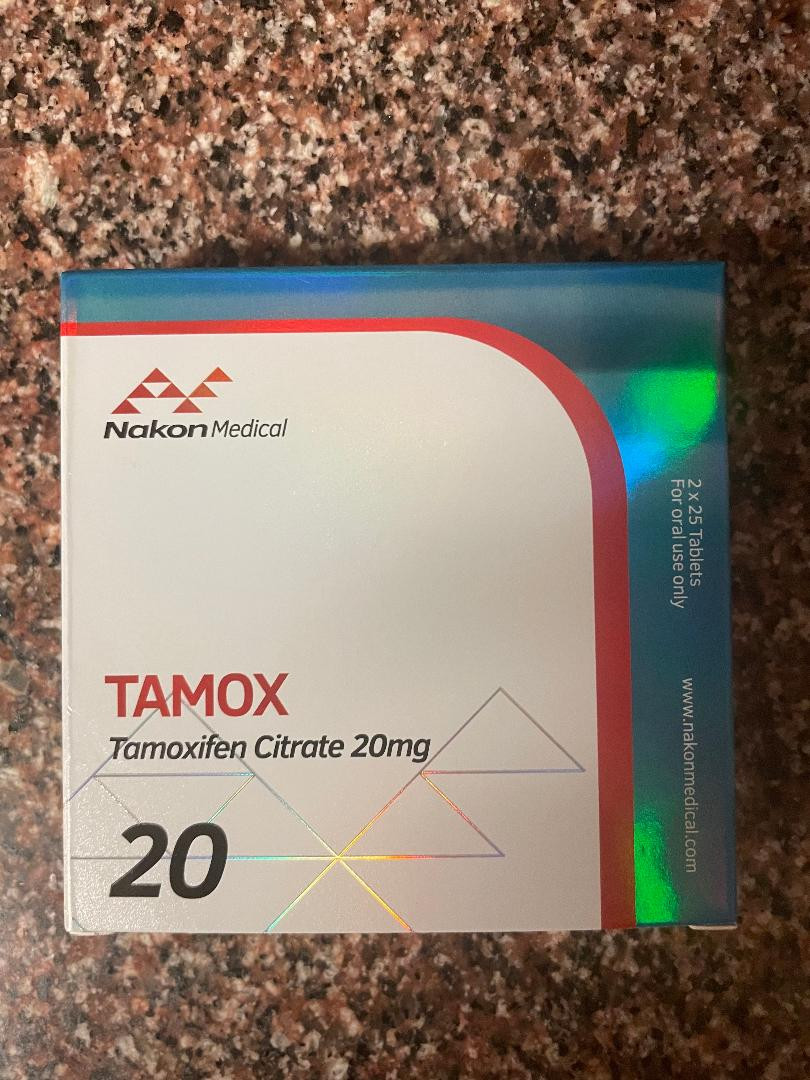 Nakon Medical
TAMOX
Tamoxifen Citrate 20mg
20
2 x 25 Tablets
For oral use only
www.nakonmedical.com